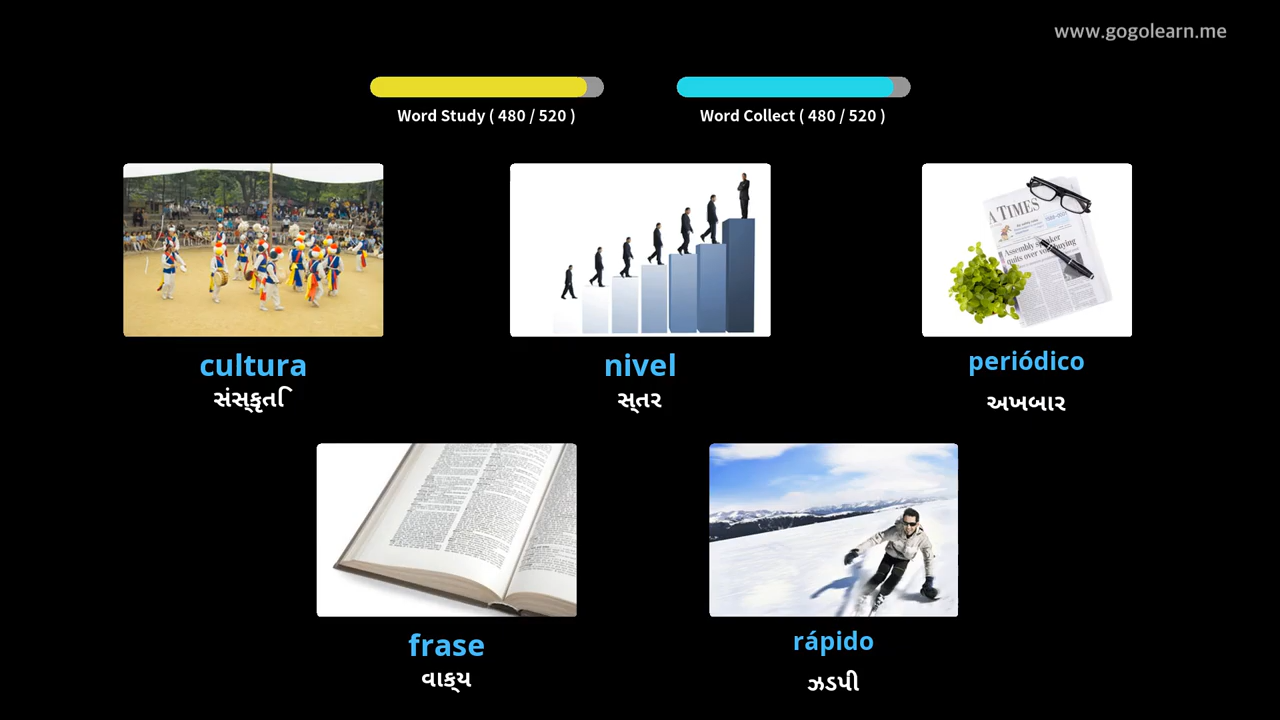 www.gogolearn.me
Word Study ( 480 / 520 )
Word Collect ( 480 / 520 )
cultura
સંસ્કૃતિ
nivel
સ્તર
A TIMES
periódico
અખબાર
frase
વાક્ય
rápido
ઝડપી